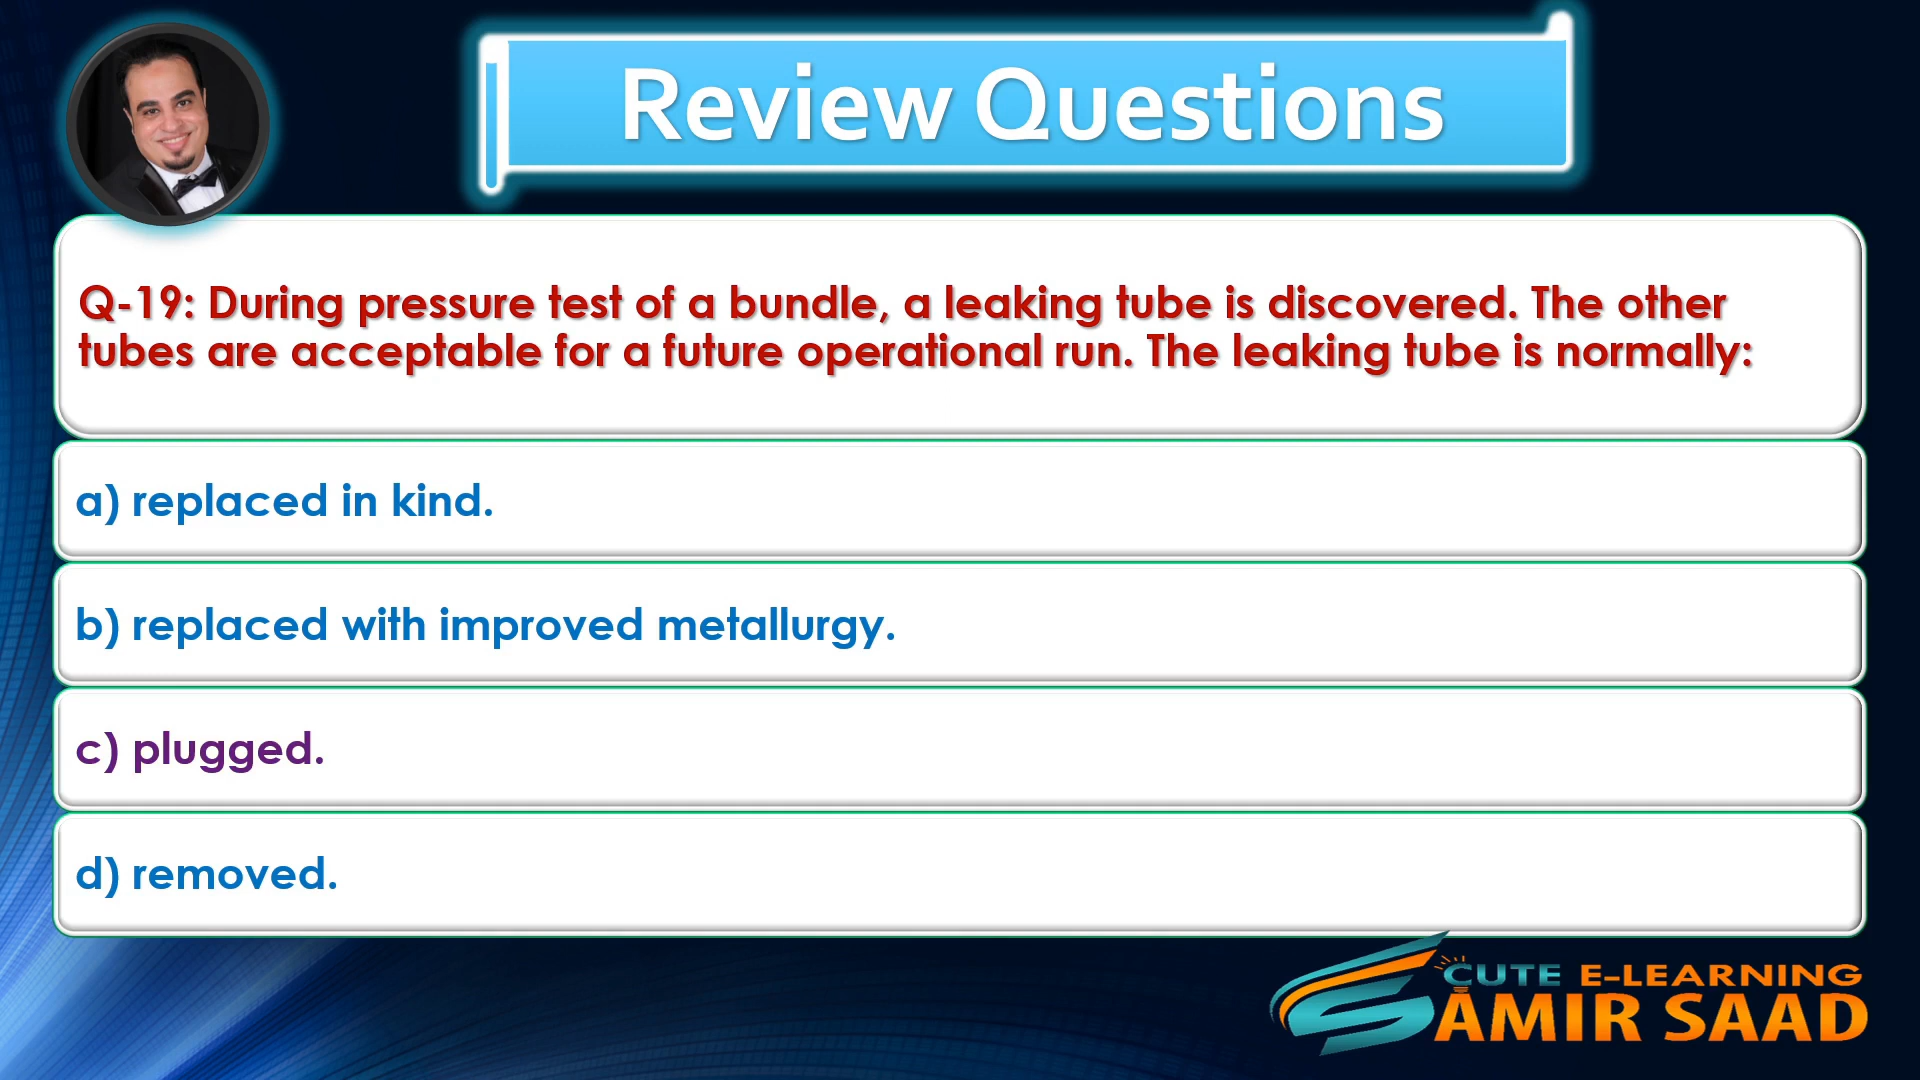 Review Questions
Q-19: During pressure test of a bundle, a leaking tube is discovered. The other
tubes are acceptable for a future operational run. The leaking tube is normally:
a) replaced in kind.
b) replaced with improved metallurgy.
c) plugged.
d) removed.
CUTE E-LEARNING
AMIR SAAD